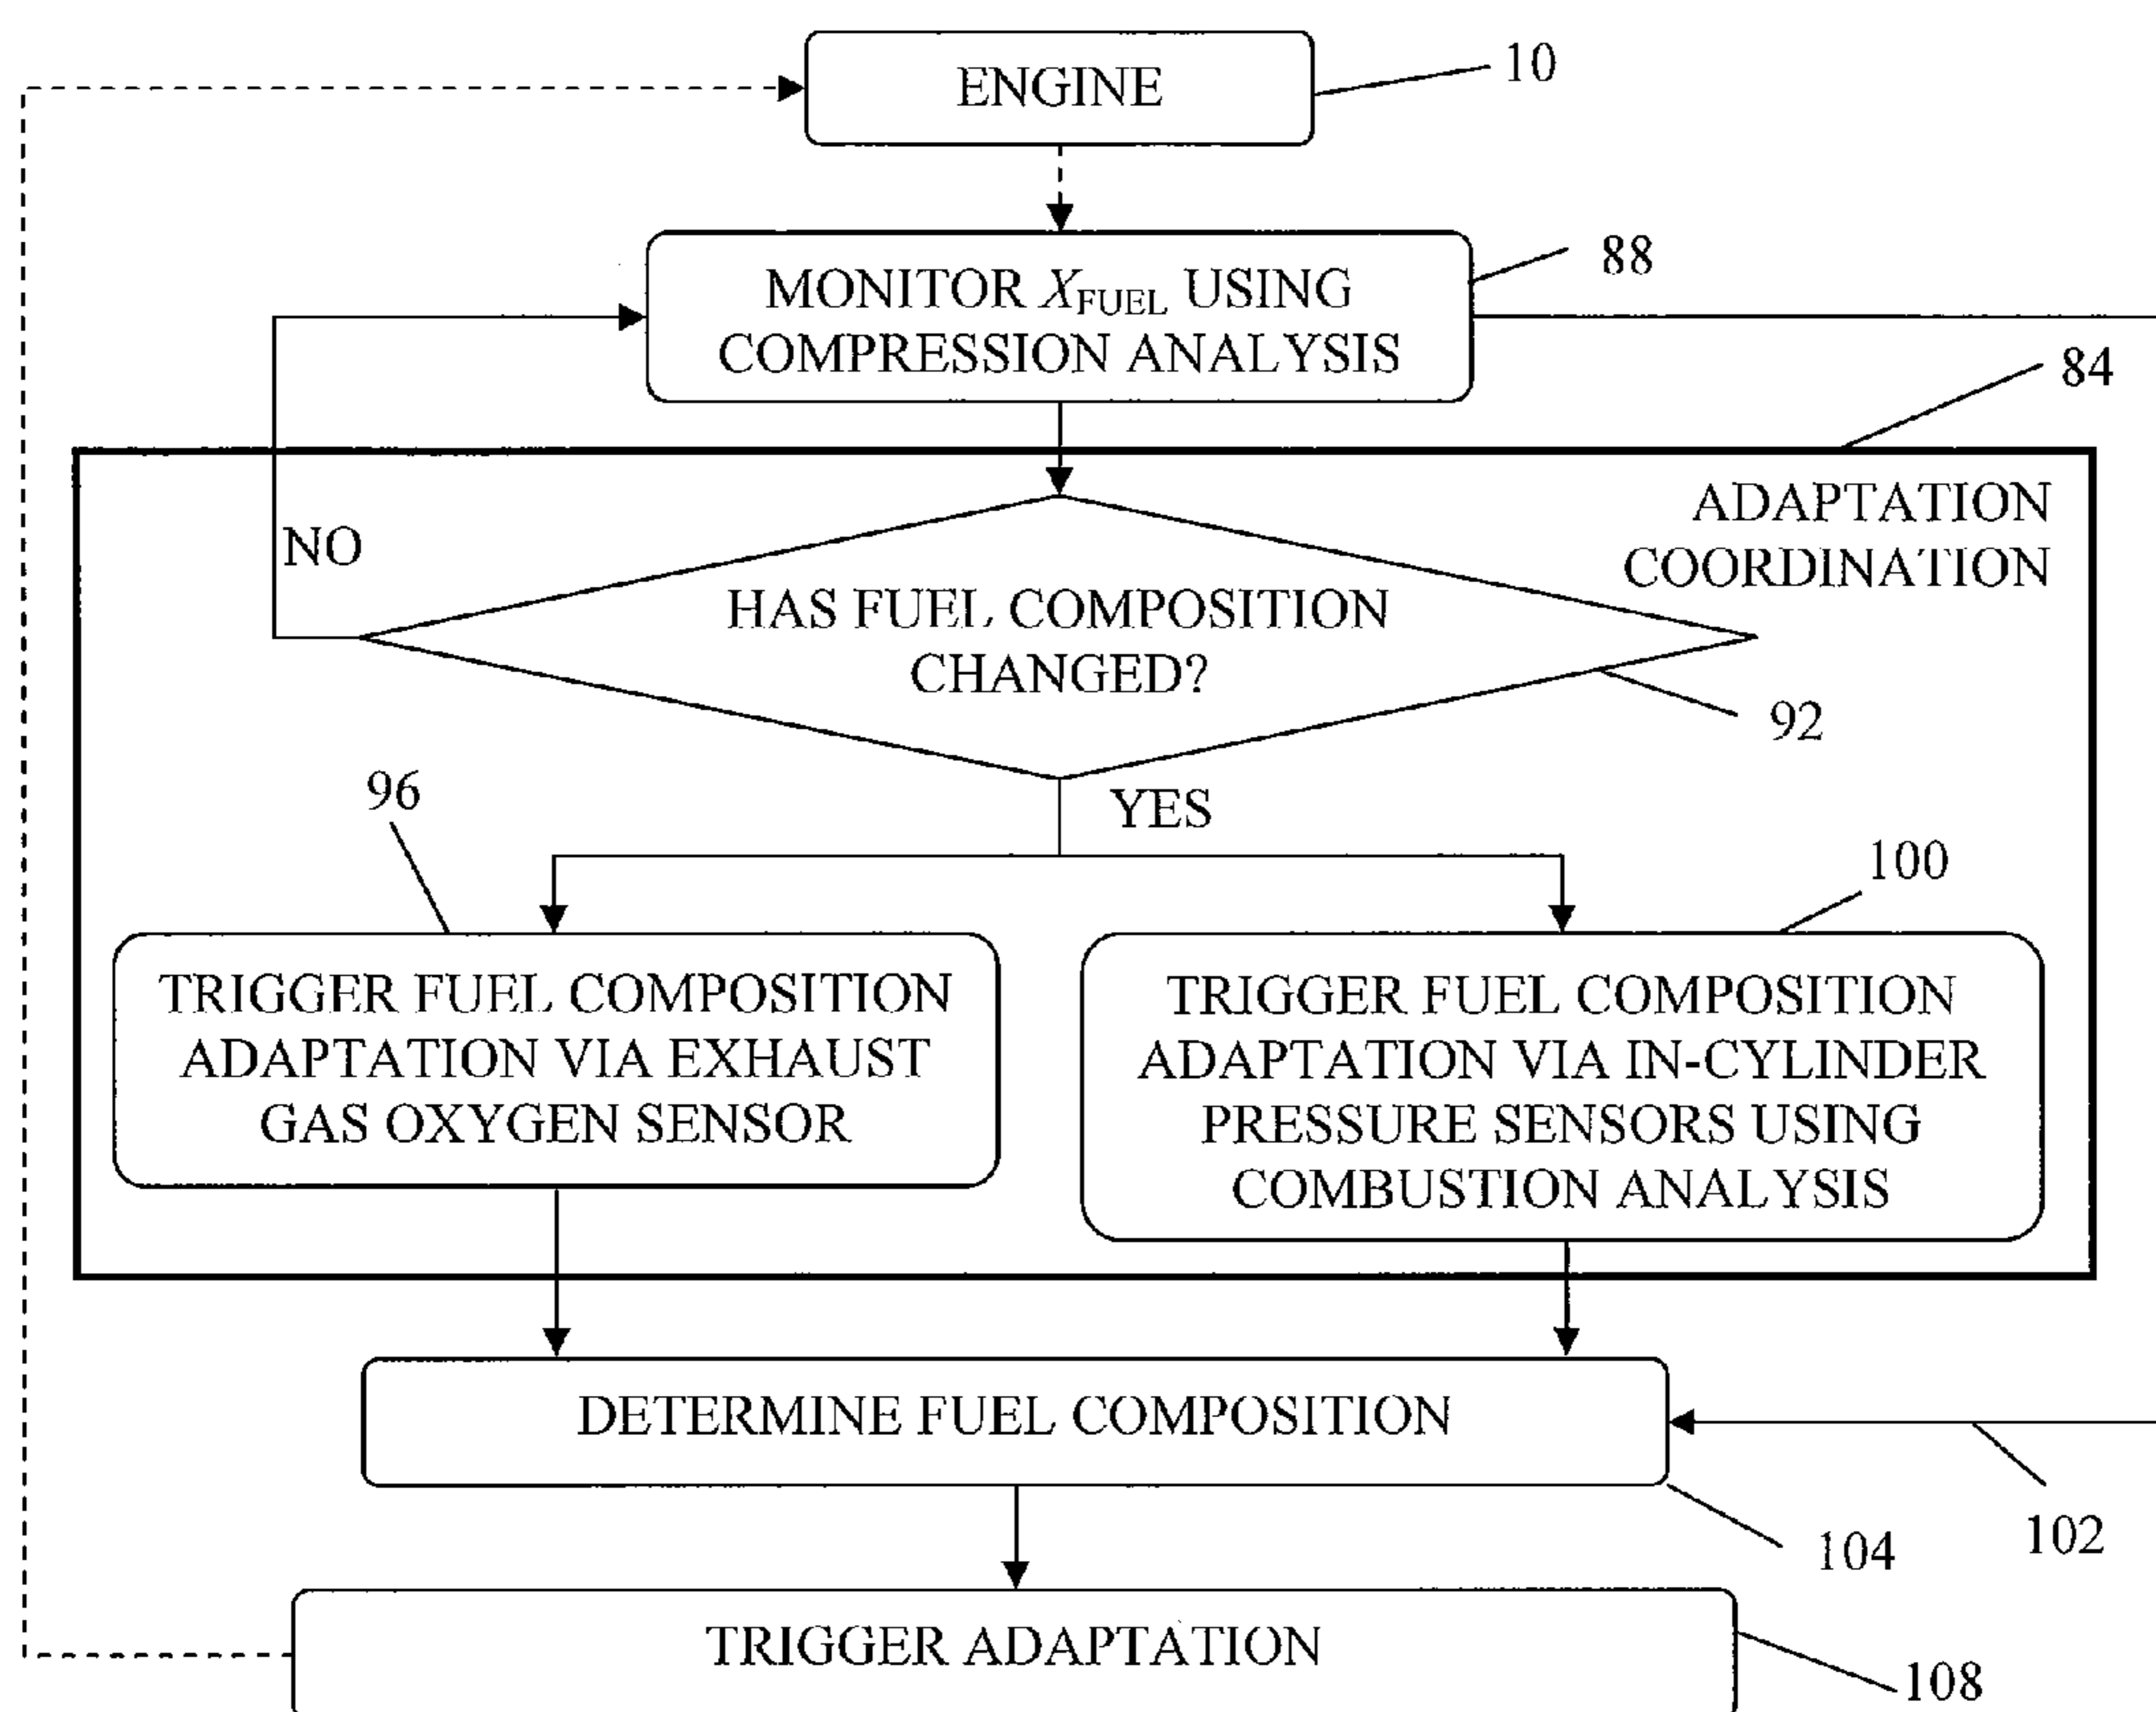 ENGINE
10
MONITOR XFUEL USING
COMPRESSION ANALYSIS
88
84
ADAPTATION
COORDINATION
NO
HAS FUEL COMPOSITION
CHANGED?
92
96
YES
100
TRIGGER FUEL COMPOSITION
ADAPTATION VIA EXHAUST
GAS OXYGEN SENSOR
TRIGGER FUEL COMPOSITION
ADAPTATION VIA IN-CYLINDER
PRESSURE SENSORS USING
COMBUSTION ANALYSIS
DETERMINE FUEL COMPOSITION
102
104
TRIGGER ADAPTATION
108